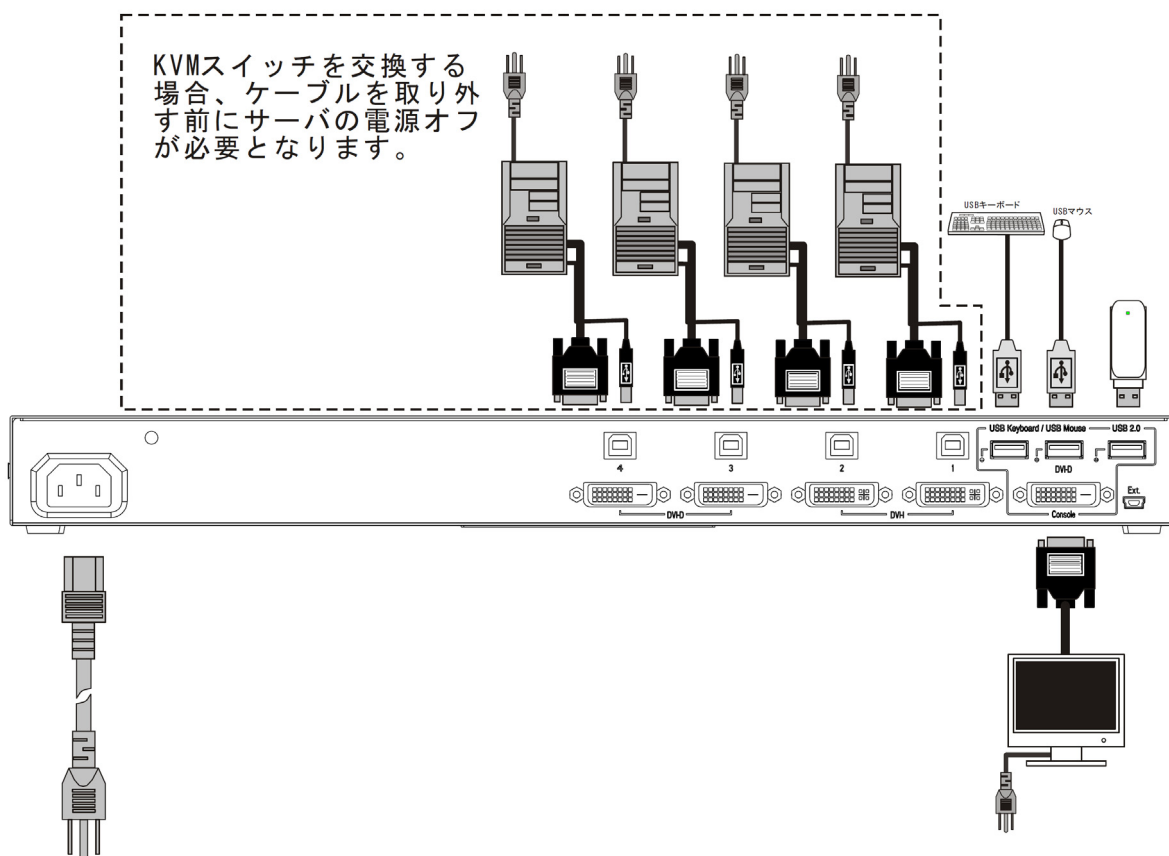 KVMスイッチを交換する
場合、ケーブルを取り外
す前にサーバの電源オフ
が必要となります。
USBキーボード
USBマウス
USB Keyboard / USB Mouse
USB 2.0
4
3
2
1
DVI-D
Ext.
DVI-D
DVI-I
Console